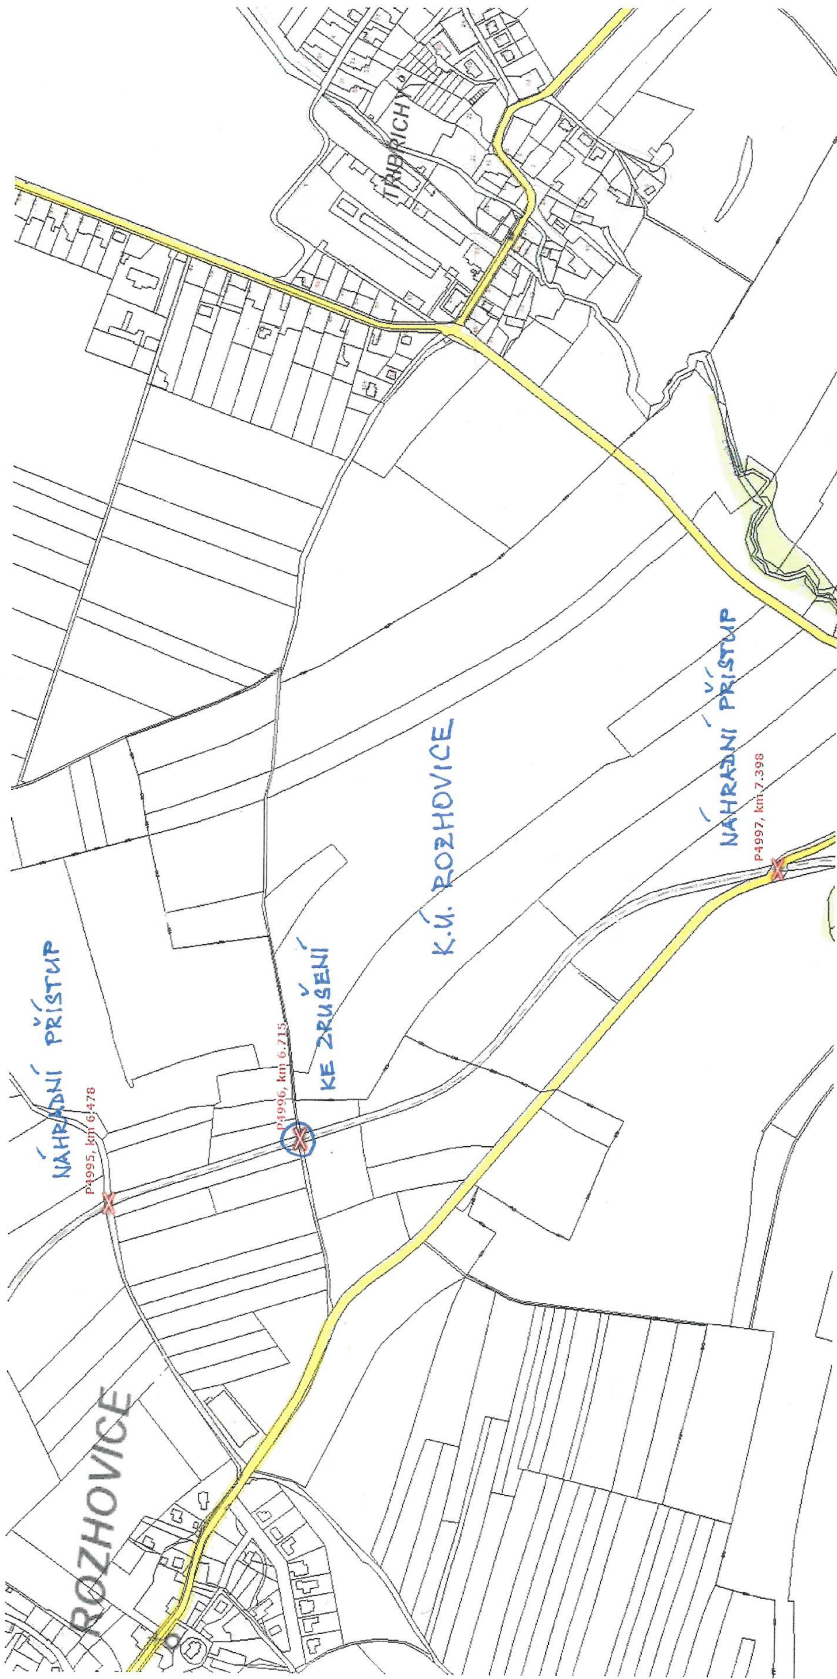 TŘIBŘICHY
NÁHRADNÍ PŘÍSTUP
P4995, km 6,478
P4996, km 6.715
KE ZRUŠENÍ
K.Ú. ROZHOVICE
NÁHRADNÍ PŘÍSTUP
P4997, km 7.398
ROZHOVICE